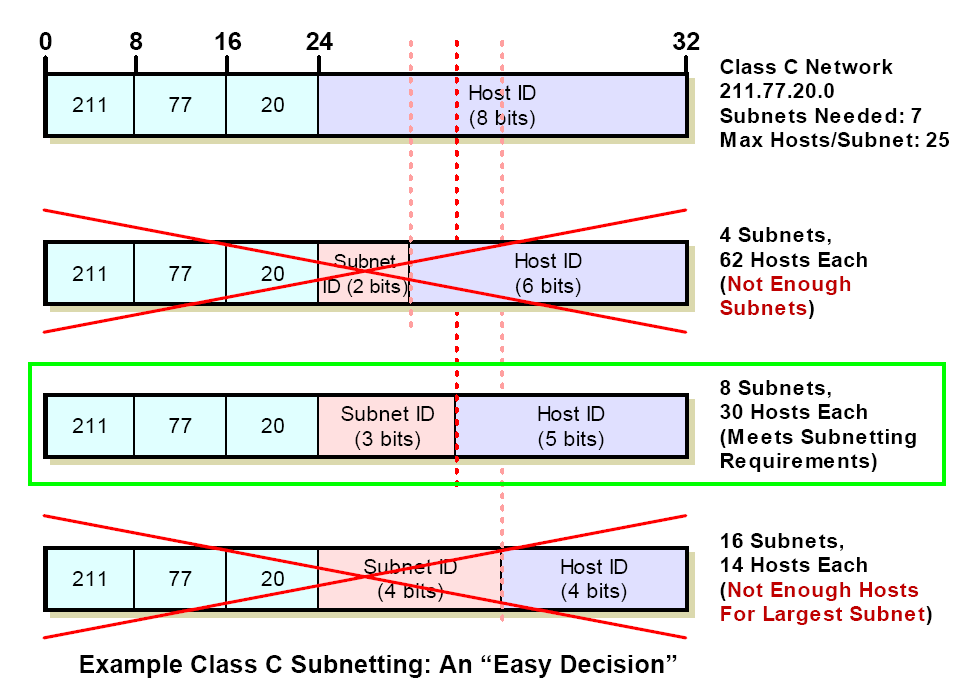 0 8 16 24 32
211 77 20 Host ID
(8 bits)
Class C Network
211.77.20.0
Subnets Needed: 7
Max Hosts/Subnet: 25
211 77 20 Subnet
ID (2 bits)
Host ID
(6 bits)
4 Subnets,
62 Hosts Each
(Not Enough
Subnets)
211 77 20 Subnet ID
(3 bits)
Host ID
(5 bits)
8 Subnets,
30 Hosts Each
(Meets Subnetting
Requirements)
211 77 20 Subnet ID
(4 bits)
Host ID
(4 bits)
16 Subnets,
14 Hosts Each
(Not Enough Hosts
For Largest Subnet)
Example Class C Subnetting: An “Easy Decision”